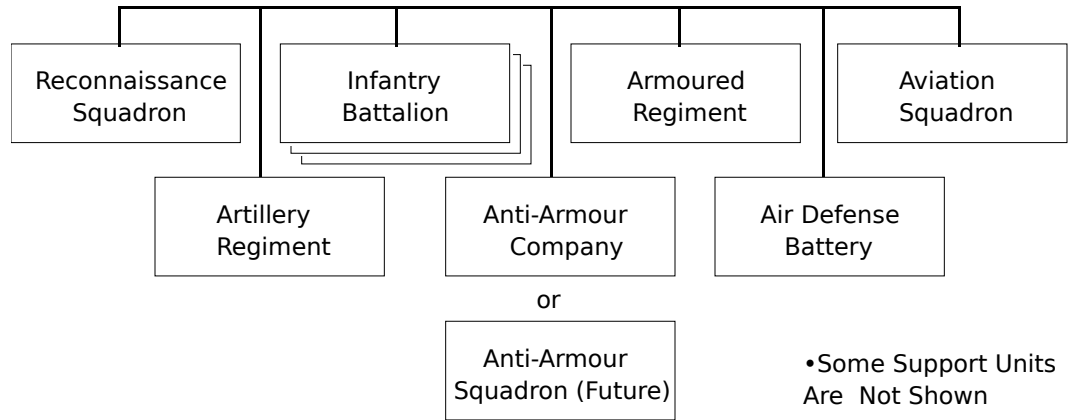 Reconnaissance
Squadron
Infantry
Battalion
Armoured
Regiment
Aviation
Squadron
Artillery
Regiment
Anti-Armour
Company
Air Defense
Battery
or
Anti-Armour
Squadron (Future)
•Some Support Units
Are Not Shown